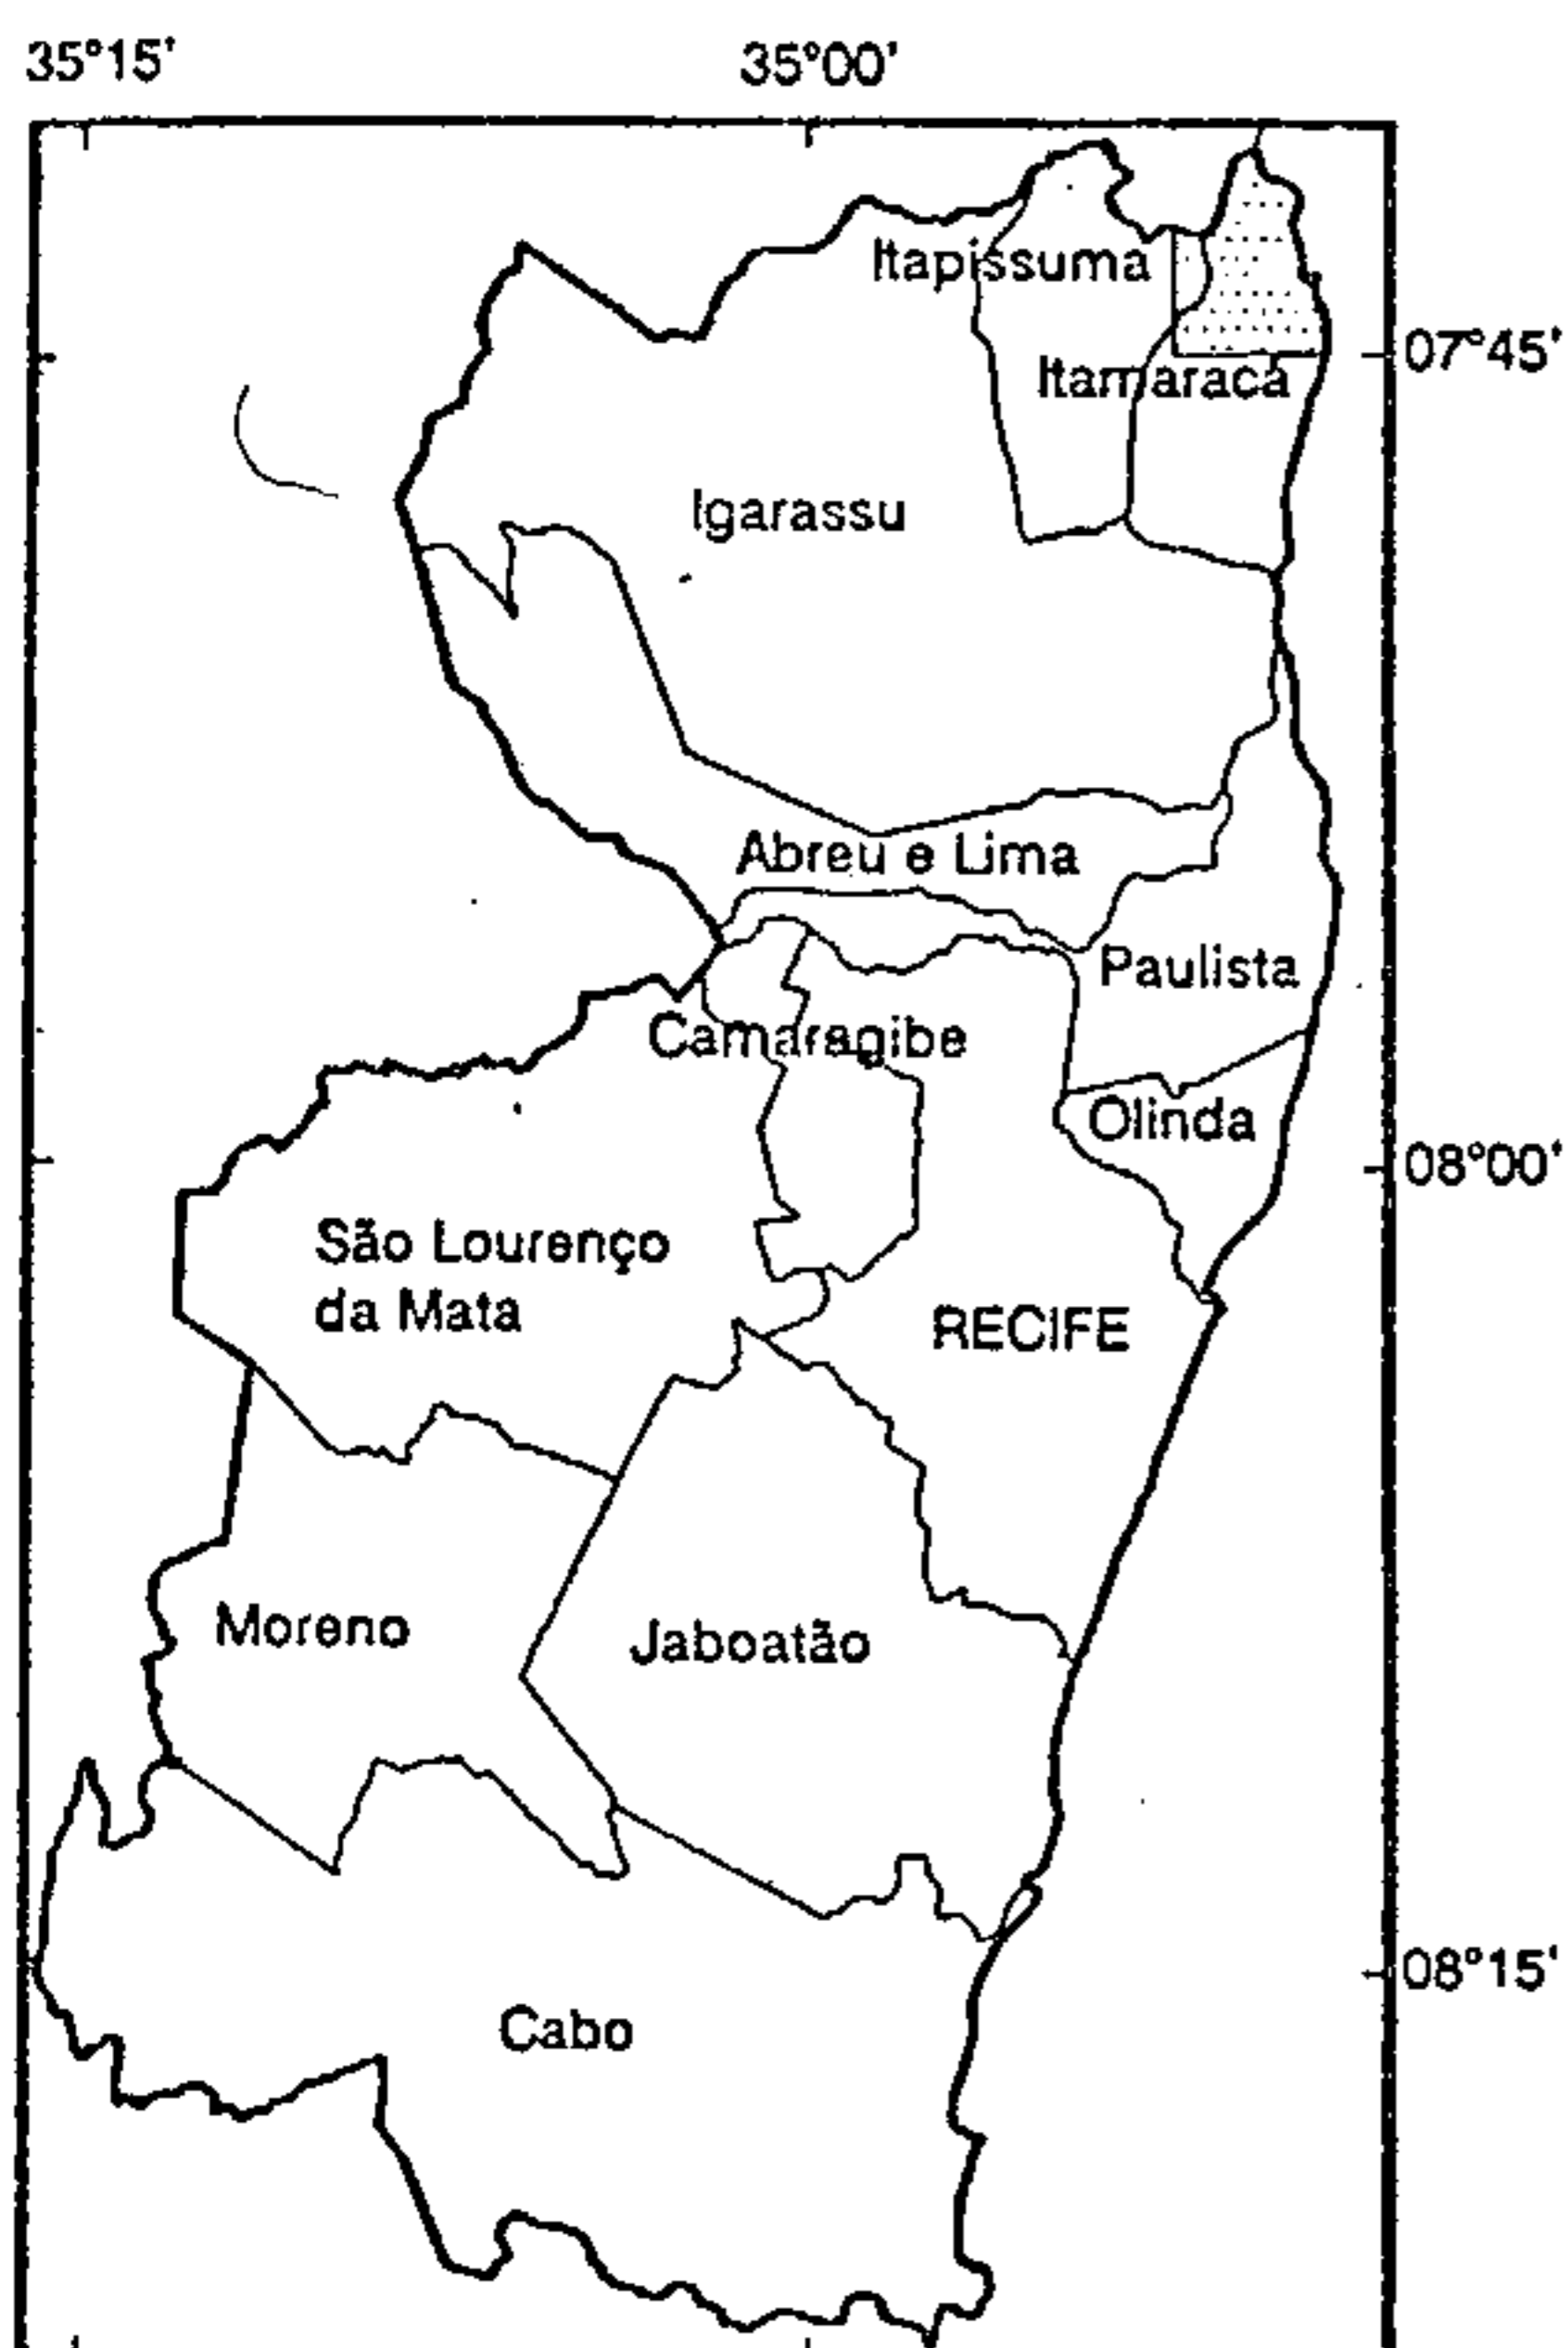 35°15'
35°00'
Itapissuma
07°45'
Itamaracá
Igarassu
Abreu e Lima
Paulista
Camaragibe
Olinda
08°00'
São Lourenço
da Mata
RECIFE
Moreno
Jaboatão
08°15'
Cabo